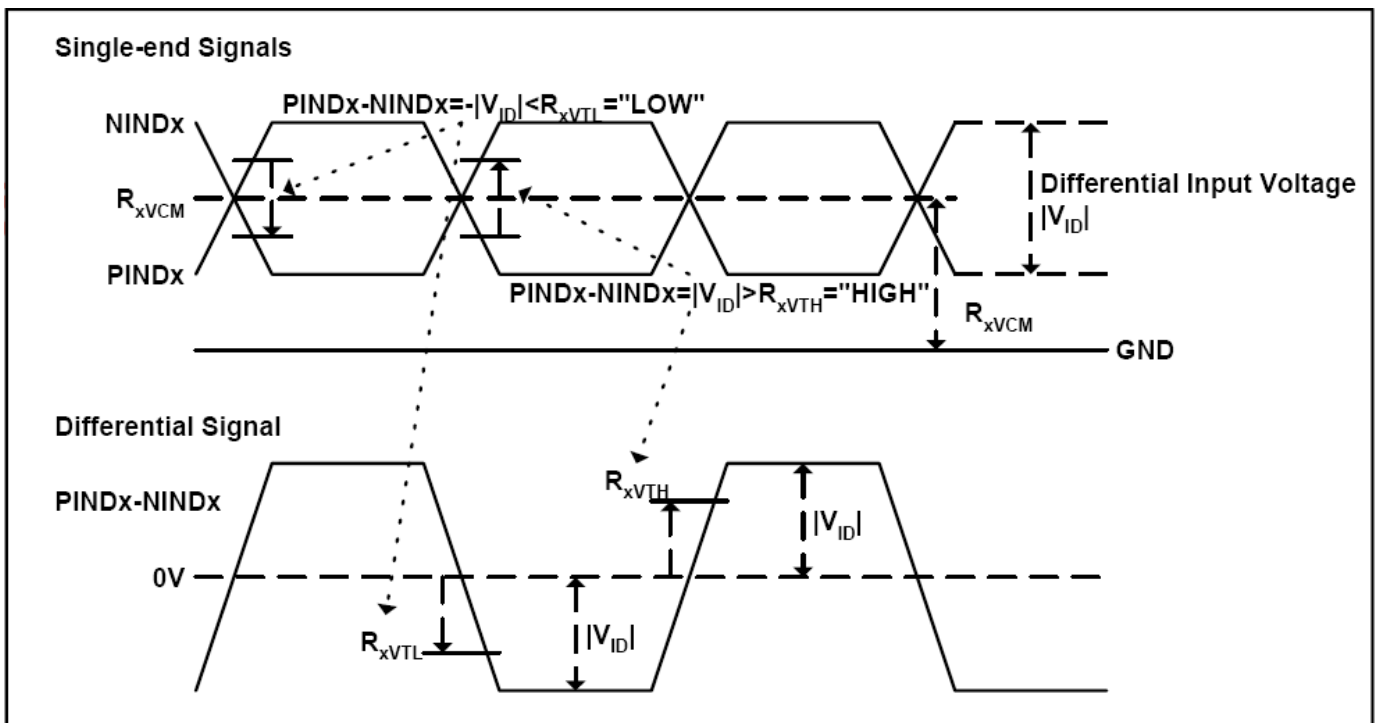 Single-end Signals
PINDx-NINDx=-|VID|<RxVTL="LOW"
NINDx
RxVCM
Differential Input Voltage
|VID|
PINDx
PINDx-NINDx=|VID|>RxVTH="HIGH"
RxVCM
GND
Differential Signal
PINDx-NINDx
RxVTH
|VID|
0V
RxVTL
|VID|